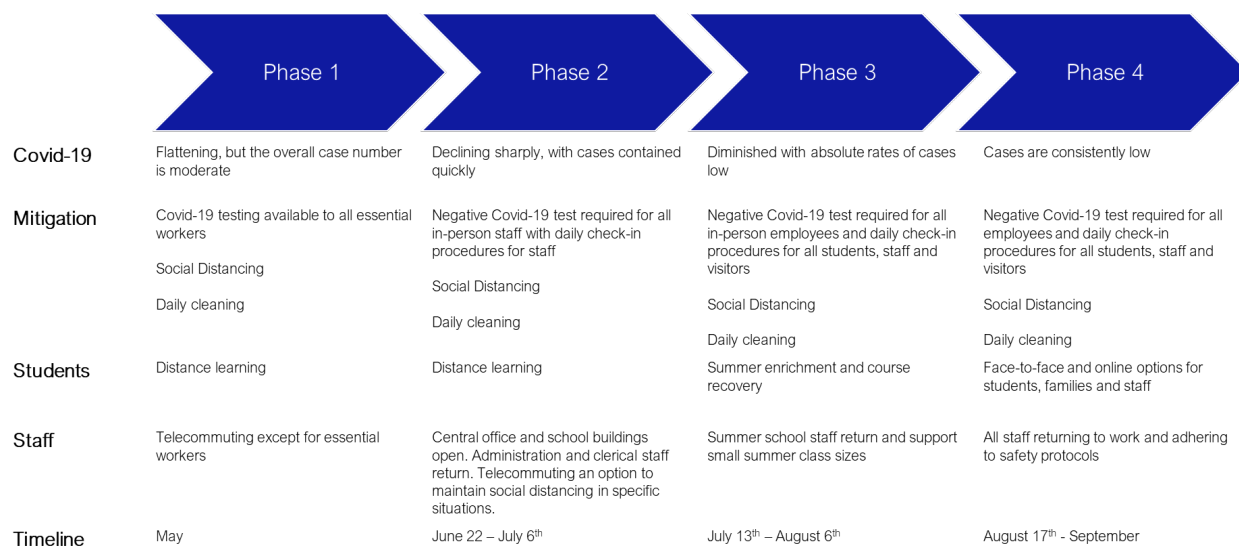 Phase 1
Phase 2
Phase 3
Phase 4
Covid-19
Flattening, but the overall case number
is moderate
Declining sharply, with cases contained
quickly
Diminished with absolute rates of cases
low
Cases are consistently low
Mitigation
Covid-19 testing available to all essential
workers
Social Distancing
Daily cleaning
Negative Covid-19 test required for all
in-person staff with daily check-in
procedures for staff
Social Distancing
Daily cleaning
Negative Covid-19 test required for all
in-person employees and daily check-in
procedures for all students, staff and
visitors
Social Distancing
Daily cleaning
Negative Covid-19 test required for all
employees and daily check-in
procedures for all students, staff and
visitors
Social Distancing
Daily cleaning
Students
Distance learning
Distance learning
Summer enrichment and course
recovery
Face-to-face and online options for
students, families and staff
Staff
Telecommuting except for essential
workers
Central office and school buildings
open. Administration and clerical staff
return. Telecommuting an option to
maintain social distancing in specific
situations.
Summer school staff return and support
small summer class sizes
All staff returning to work and adhering
to safety protocols
Timeline
May
June 22 – July 6th
July 13th – August 6th
August 17th - September